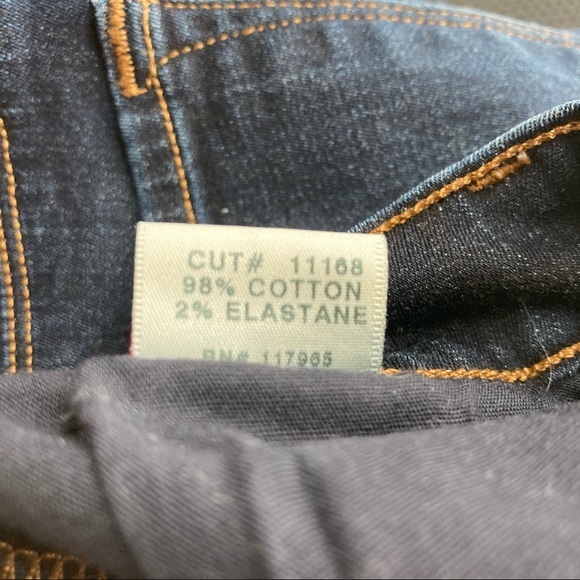 CUT# 11168
98% COTTON
2% ELASTANE
RN# 117965